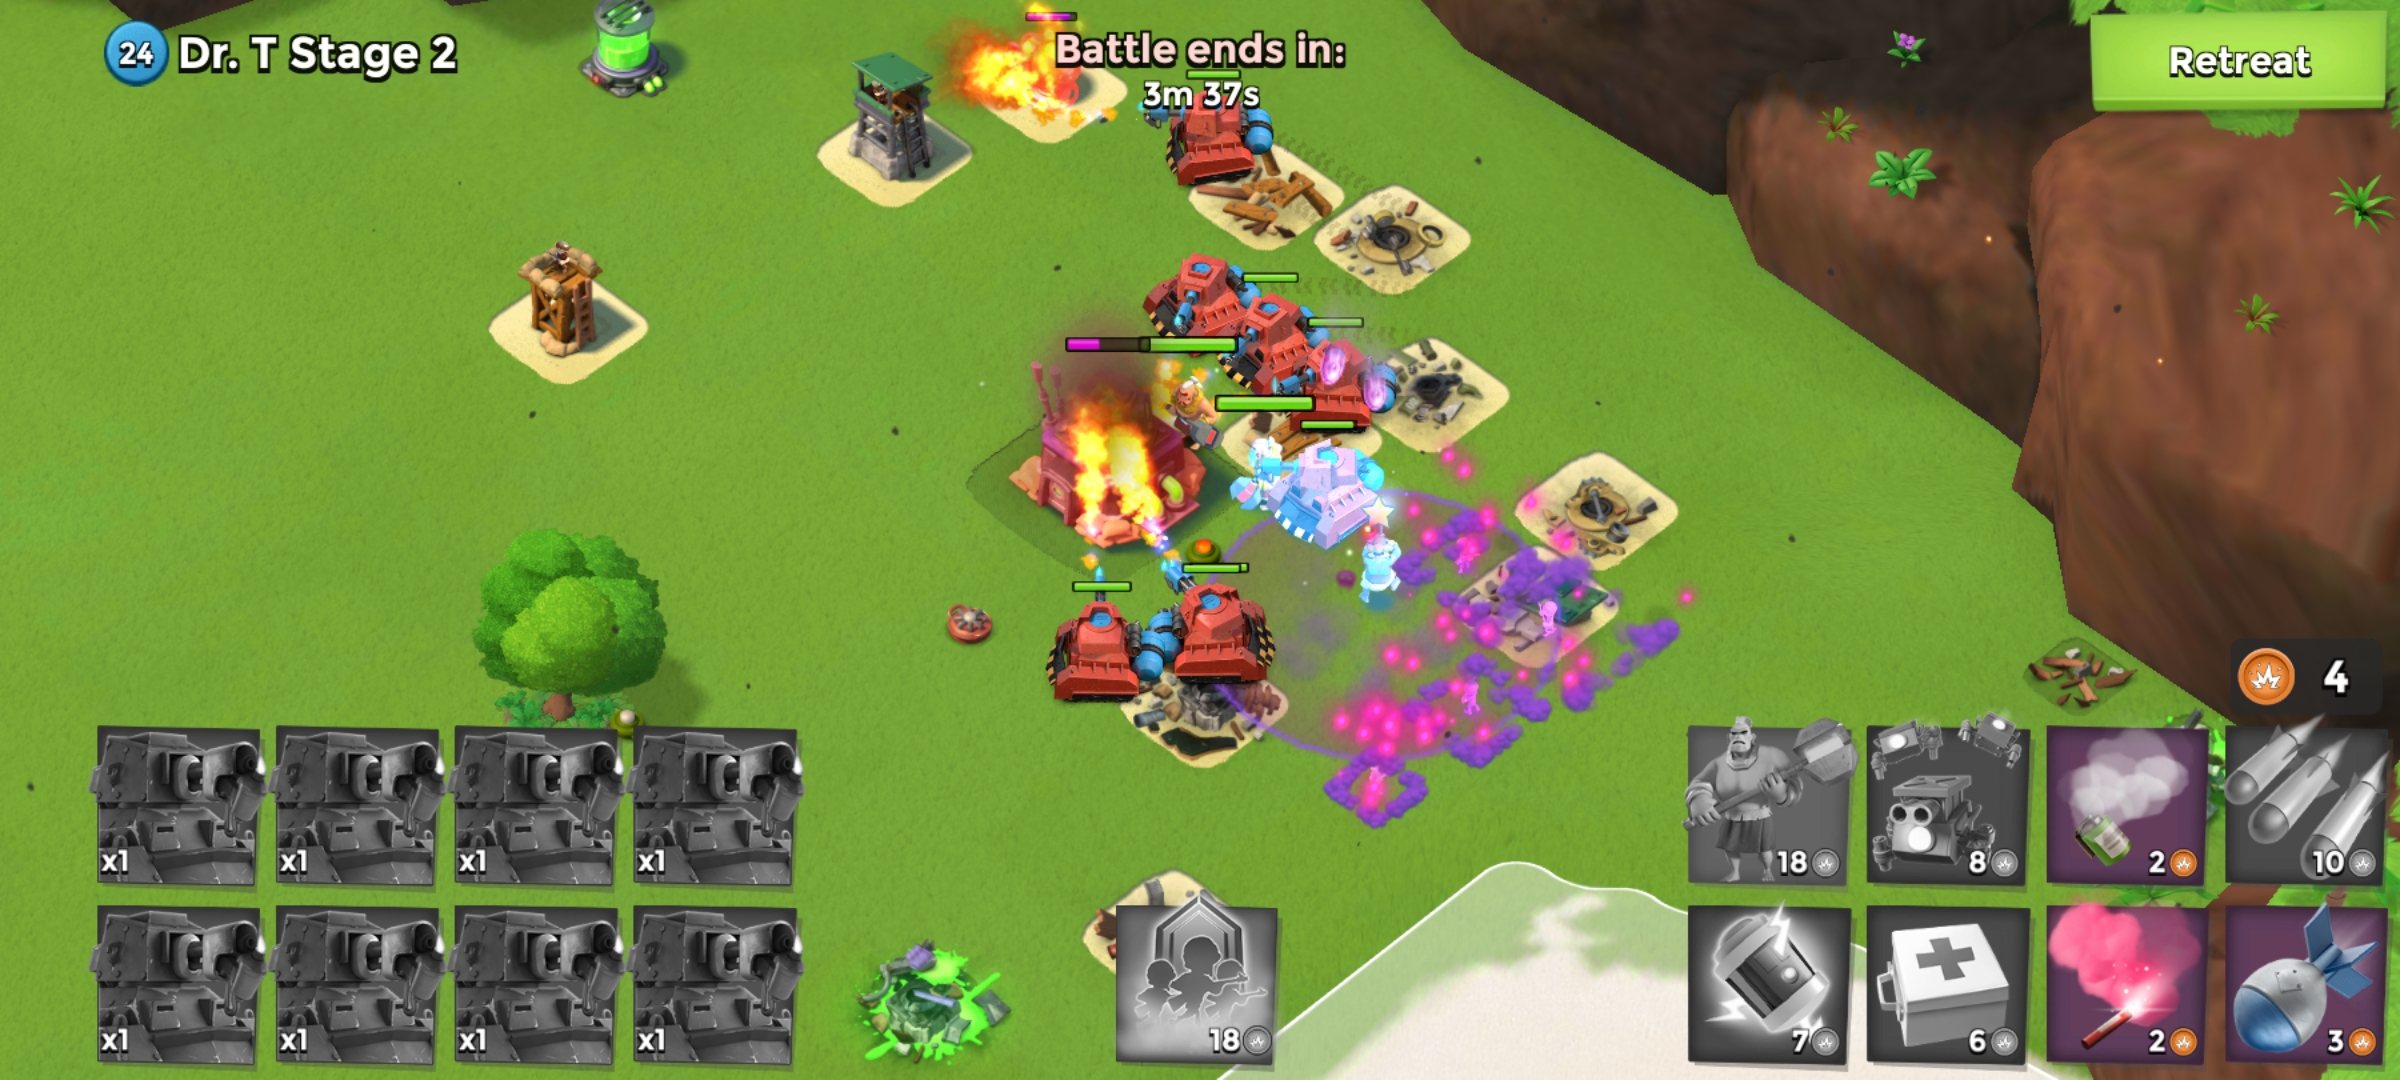 24 Dr. T Stage 2
Battle ends in:
3m 37s
Retreat
4
x1 x1 x1 x1
18 8 2 10
x1 x1 x1 x1
18
7 6 2 3